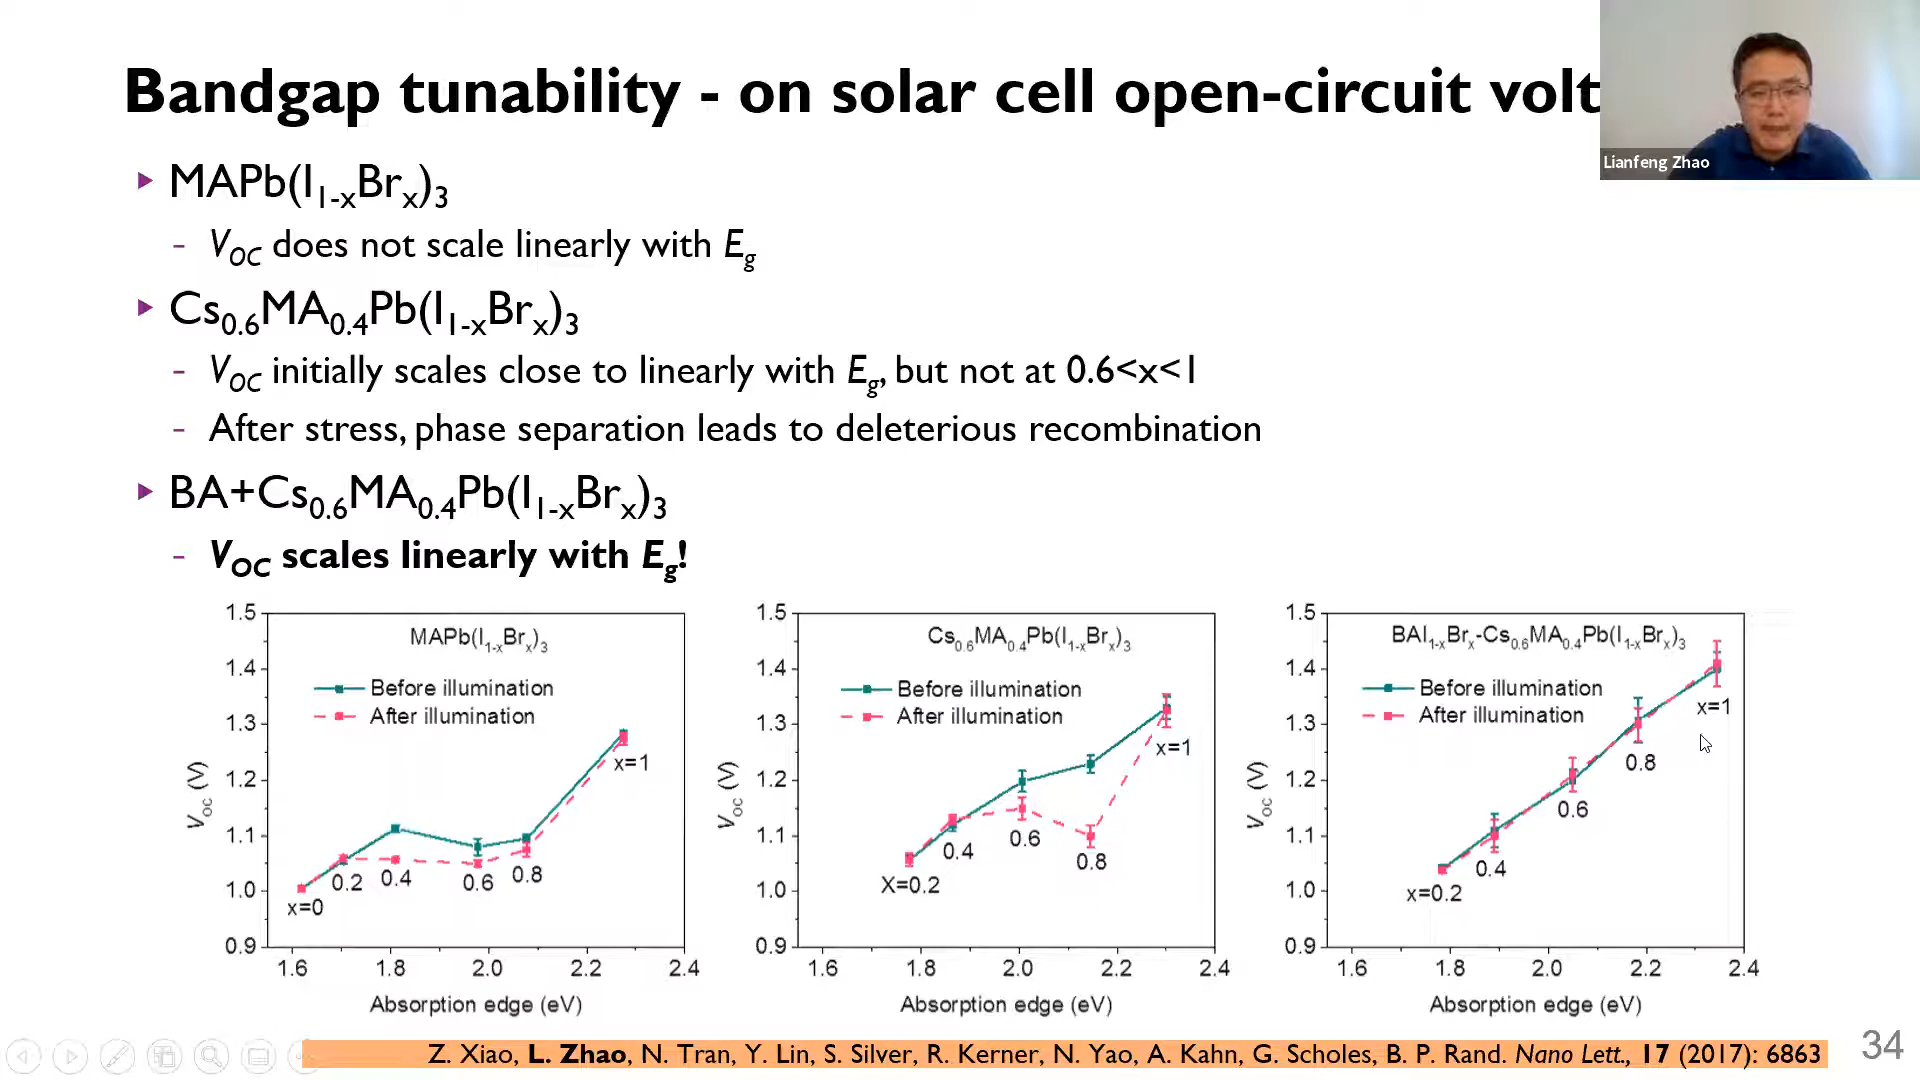 Bandgap tunability - on solar cell open-circuit volt
Lianfeng Zhao
MAPb(I1-xBrx)3
- VOC does not scale linearly with Eg
Cs0.6MA0.4Pb(I1-xBrx)3
- VOC initially scales close to linearly with Eg, but not at 0.6<x<1
- After stress, phase separation leads to deleterious recombination
BA+Cs0.6MA0.4Pb(I1-xBrx)3
- VOC scales linearly with Eg!
MAPb(I1-xBrx)3
Before illumination
After illumination
1.5
1.4
1.3
1.2
1.1
1.0
0.9
VOC (V)
x=0
0.2
0.4
0.6
0.8
x=1
1.6 1.8 2.0 2.2 2.4
Absorption edge (eV)
Cs0.6MA0.4Pb(I1-xBrx)3
Before illumination
After illumination
1.5
1.4
1.3
1.2
1.1
1.0
0.9
VOC (V)
X=0.2
0.4
0.6
0.8
x=1
1.6 1.8 2.0 2.2 2.4
Absorption edge (eV)
BAI1-xBrx-Cs0.6MA0.4Pb(I1-xBrx)3
Before illumination
After illumination
1.5
1.4
1.3
1.2
1.1
1.0
0.9
VOC (V)
x=0.2
0.4
0.6
0.8
x=1
1.6 1.8 2.0 2.2 2.4
Absorption edge (eV)
Z. Xiao, L. Zhao, N. Tran, Y. Lin, S. Silver, R. Kerner, N. Yao, A. Kahn, G. Scholes, B. P. Rand. Nano Lett., 17 (2017): 6863
34